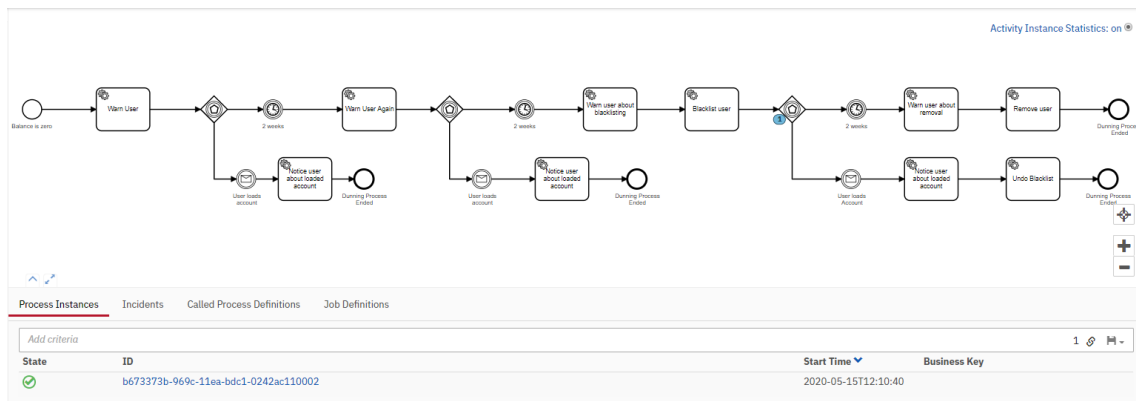 Activity Instance Statistics: on
Balance is zero
Warn User
2 weeks
Warn User Again
2 weeks
Warn user about
blacklisting
Blacklist user
1
2 weeks
Warn user about
removal
Remove user
Dunning Process
Ended
User loads
account
Notice user
about loaded
account
Dunning Process
Ended
User loads
account
Notice user
about loaded
account
Dunning Process
Ended
User loads
Account
Notice user
about loaded
account
Undo Blacklist
Dunning Process
Ended
Process Instances
Incidents
Called Process Definitions
Job Definitions
Add criteria
1
State
ID
Start Time
Business Key
b673373b-969c-11ea-bdc1-0242ac110002
2020-05-15T12:10:40